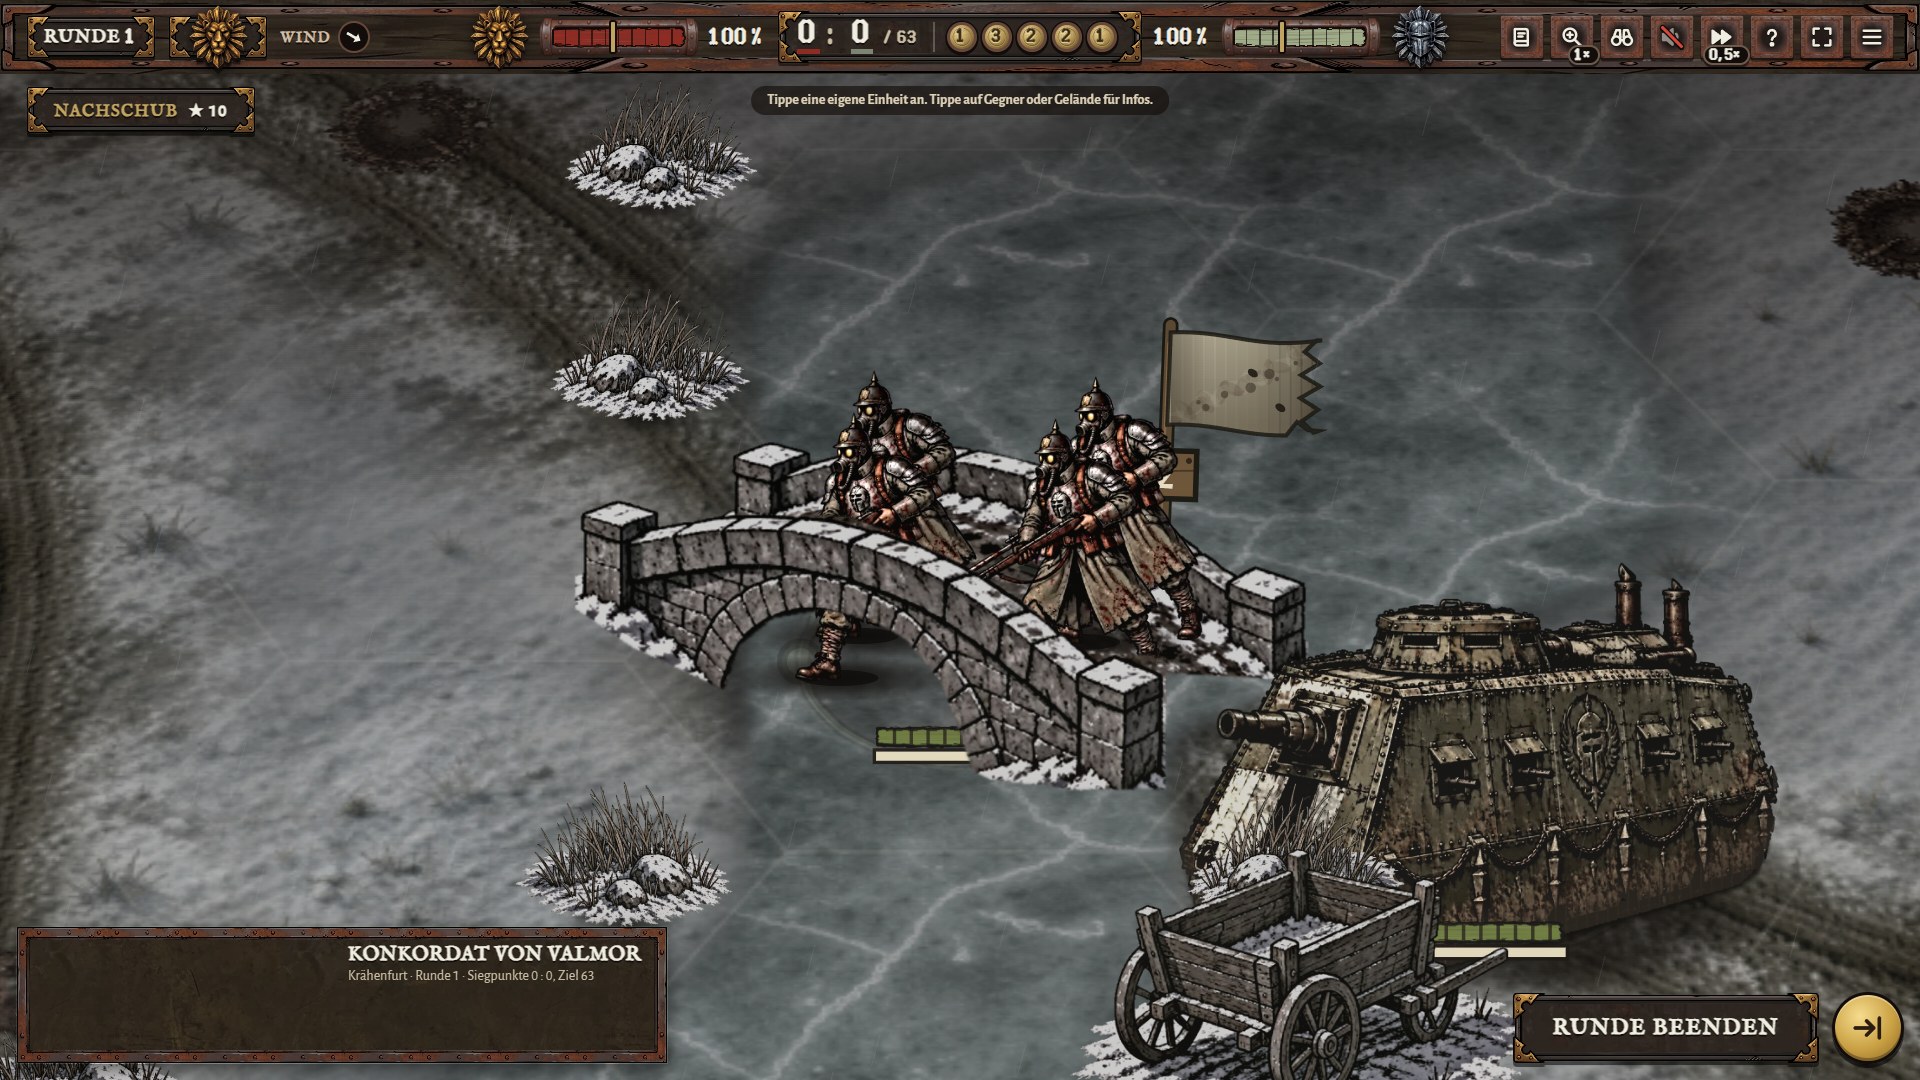 RUNDE 1
WIND
100%
0 : 0 / 63
1 3 2 2 1
100%
1x
0,5x
?
NACHSCHUB ★ 10
Tippe eine eigene Einheit an. Tippe auf Gegner oder Gelände für Infos.
KONKORDAT VON VALMOR
Krähenfurt · Runde 1 · Siegpunkte 0 : 0, Ziel 63
RUNDE BEENDEN